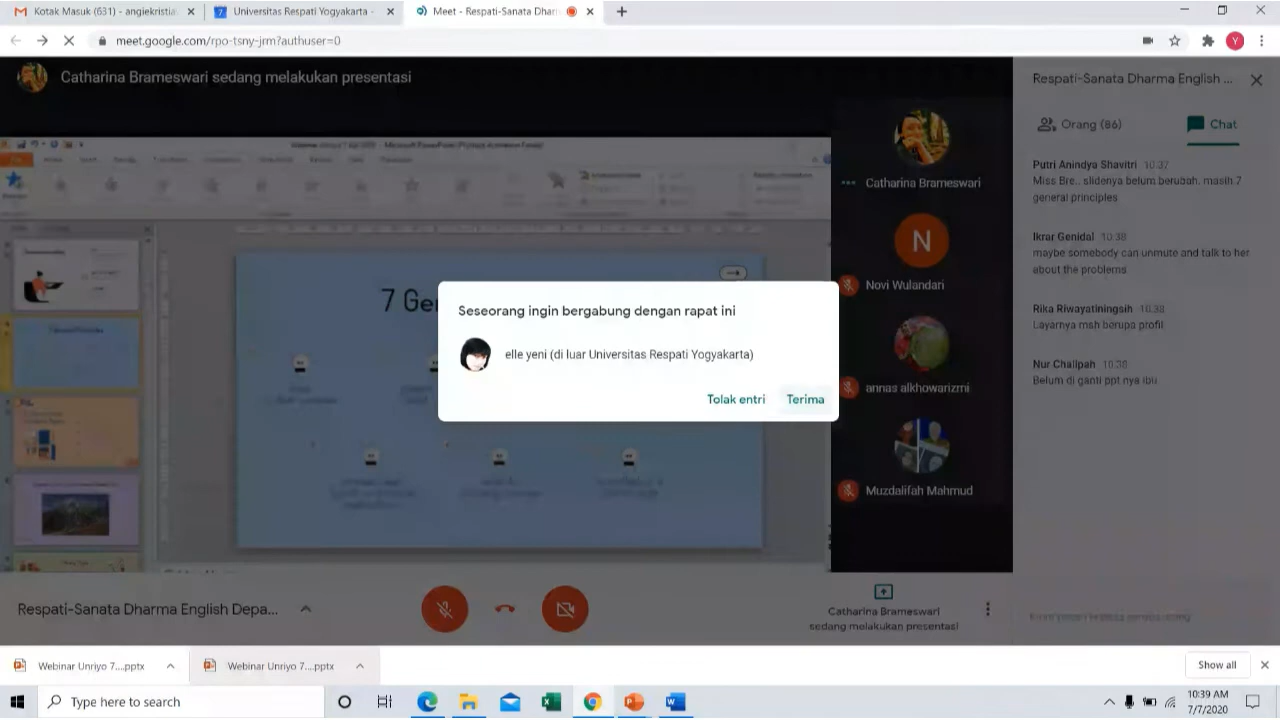 Kotak Masuk (631) - angiekristia
Universitas Respati Yogyakarta -
Meet - Respati-Sanata Dharm
meet.google.com/rpo-tsny-jrm?authuser=0
Y
Catharina Brameswari sedang melakukan presentasi
7 Ge
Seseorang ingin bergabung dengan rapat ini
elle yeni (di luar Universitas Respati Yogyakarta)
Tolak entri
Terima
Catharina Brameswari
N
Novi Wulandari
annas alkhowarizmi
Muzdalifah Mahmud
Respati-Sanata Dharma English ...
Orang (86)
Chat
Putri Anindya Shavitri 10:37
Miss Bre.. slidenya belum berubah. masih 7
general principles
Ikrar Genidal 10:38
maybe somebody can unmute and talk to her
about the problems
Rika Riwayatiningsih 10:38
Layarnya msh berupa profil
Nur Chalipah 10:38
Belum di ganti ppt nya ibu
Respati-Sanata Dharma English Depa...
Catharina Brameswari
sedang melakukan presentasi
Webinar Unriyo 7....pptx
Webinar Unriyo 7....pptx
Show all
Type here to search
10:39 AM
7/7/2020